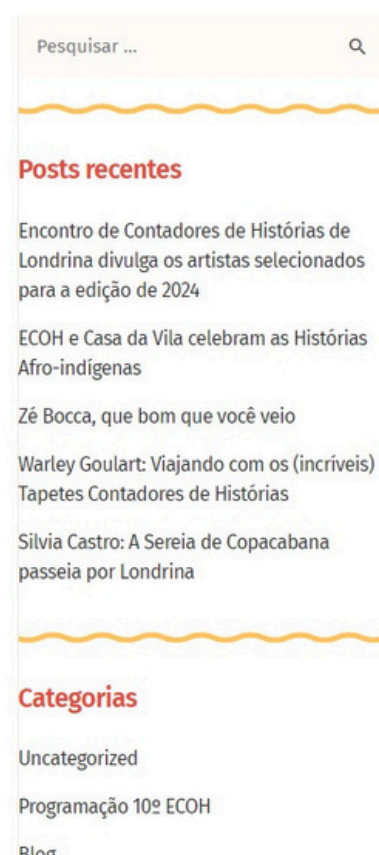 Pesquisar ...
Posts recentes
Encontro de Contadores de Histórias de
Londrina divulga os artistas selecionados
para a edição de 2024
ECOH e Casa da Vila celebram as Histórias
Afro-indígenas
Zé Bocca, que bom que você veio
Warley Goulart: Viajando com os (incríveis)
Tapetes Contadores de Histórias
Silvia Castro: A Sereia de Copacabana
passeia por Londrina
Categorias
Uncategorized
Programação 10º ECOH
Blog